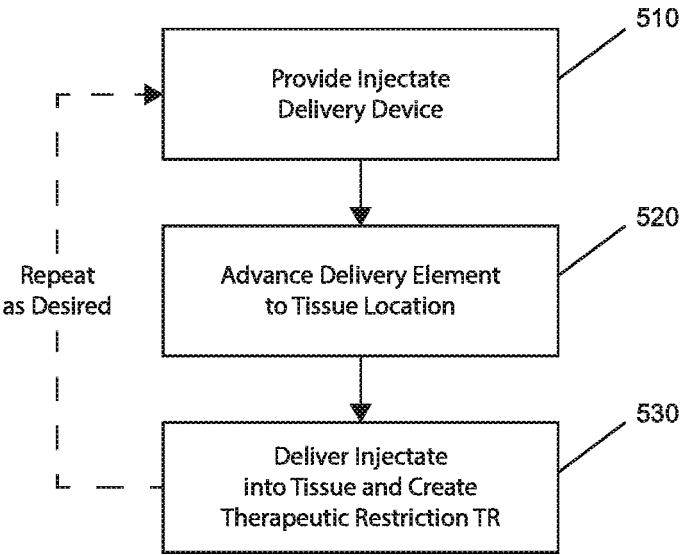 510
Provide Injectate
Delivery Device
520
Repeat
as Desired
Advance Delivery Element
to Tissue Location
530
Deliver Injectate
into Tissue and Create
Therapeutic Restriction TR